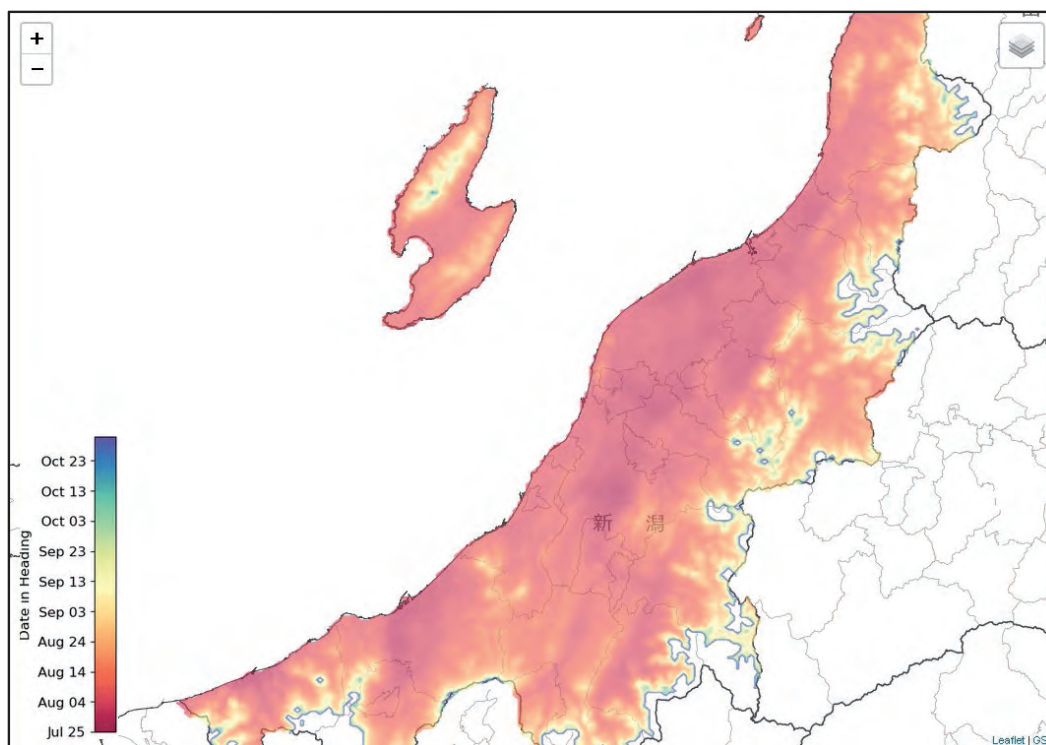 +
−
Oct 23
Oct 13
Oct 03
Sep 23
Sep 13
Sep 03
Aug 24
Aug 14
Aug 04
Jul 25
Date in Heading
新 潟
Leaflet | GS